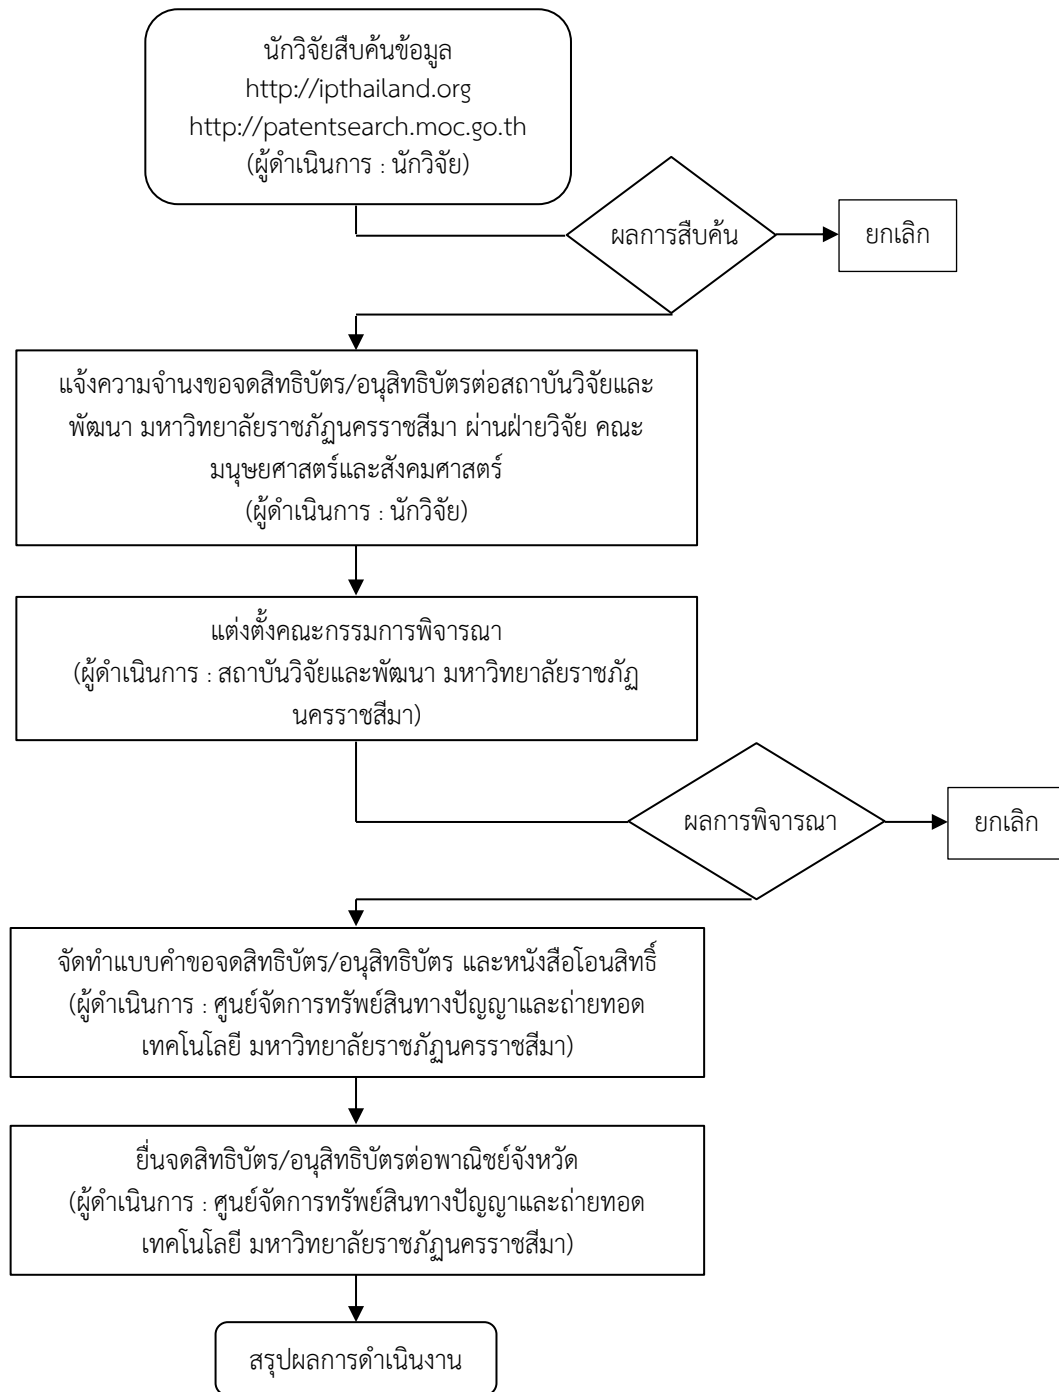 นักวิจัยสืบค้นข้อมูล
http://ipthailand.org
http://patentsearch.moc.go.th
(ผู้ดำเนินการ : นักวิจัย)
ผลการสืบค้น
ยกเลิก
แจ้งความจำนงขอจดสิทธิบัตร/อนุสิทธิบัตรต่อสถาบันวิจัยและ
พัฒนา มหาวิทยาลัยราชภัฏนครราชสีมา ผ่านฝ่ายวิจัย คณะ
มนุษยศาสตร์และสังคมศาสตร์
(ผู้ดำเนินการ : นักวิจัย)
แต่งตั้งคณะกรรมการพิจารณา
(ผู้ดำเนินการ : สถาบันวิจัยและพัฒนา มหาวิทยาลัยราชภัฏ
นครราชสีมา)
ผลการพิจารณา
ยกเลิก
จัดทำแบบคำขอจดสิทธิบัตร/อนุสิทธิบัตร และหนังสือโอนสิทธิ์
(ผู้ดำเนินการ : ศูนย์จัดการทรัพย์สินทางปัญญาและถ่ายทอด
เทคโนโลยี มหาวิทยาลัยราชภัฏนครราชสีมา)
ยื่นจดสิทธิบัตร/อนุสิทธิบัตรต่อพาณิชย์จังหวัด
(ผู้ดำเนินการ : ศูนย์จัดการทรัพย์สินทางปัญญาและถ่ายทอด
เทคโนโลยี มหาวิทยาลัยราชภัฏนครราชสีมา)
สรุปผลการดำเนินงาน